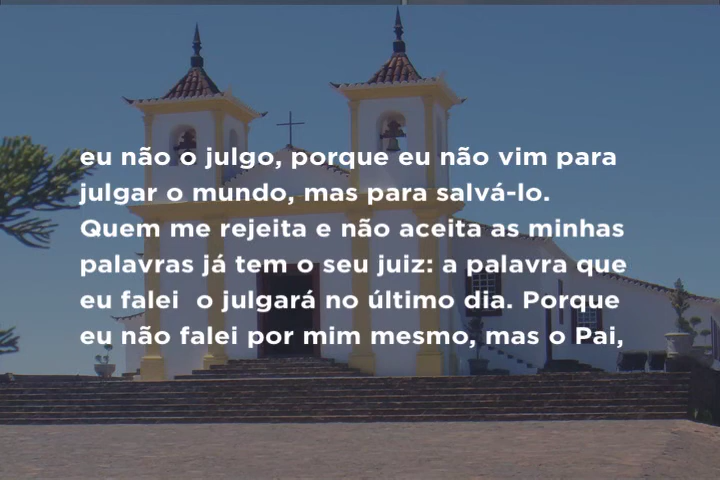 eu não o julgo, porque eu não vim para
julgar o mundo, mas para salvá-lo.
Quem me rejeita e não aceita as minhas
palavras já tem o seu juiz: a palavra que
eu falei  o julgará no último dia. Porque
eu não falei por mim mesmo, mas o Pai,